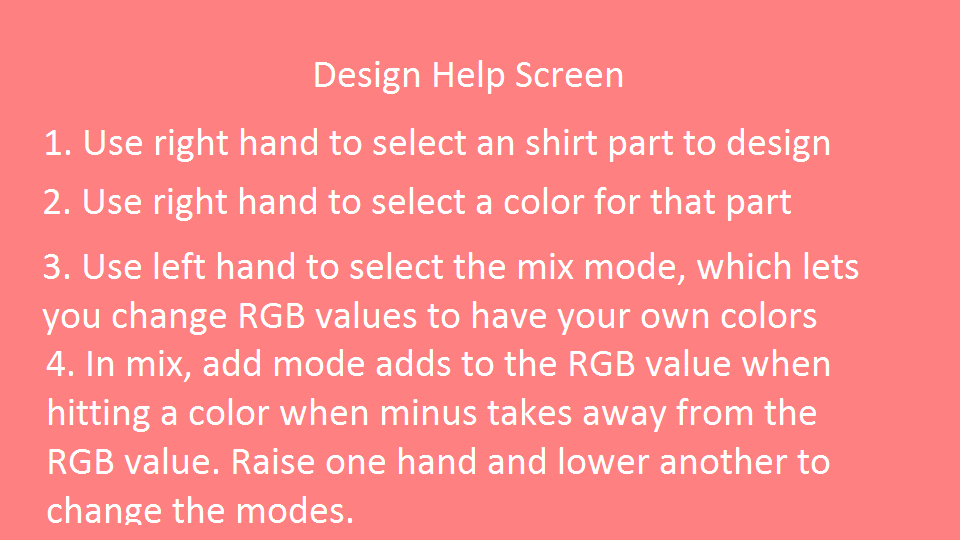 Design Help Screen
1. Use right hand to select an shirt part to design
2. Use right hand to select a color for that part
3. Use left hand to select the mix mode, which lets
you change RGB values to have your own colors
4. In mix, add mode adds to the RGB value when
hitting a color when minus takes away from the
RGB value. Raise one hand and lower another to
change the modes.